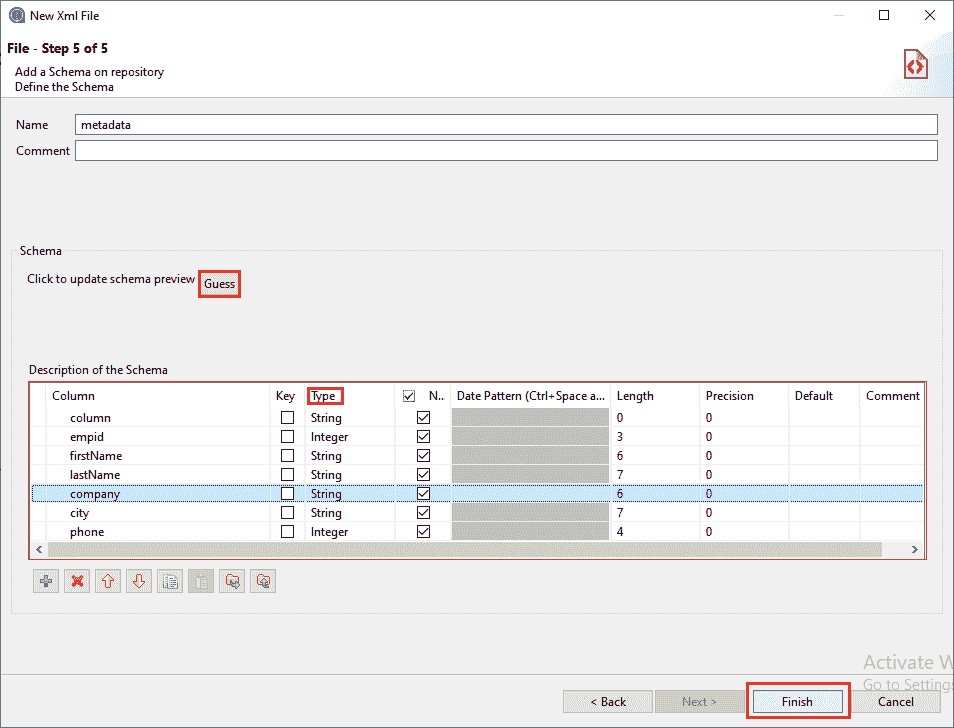 New Xml File
File - Step 5 of 5
Add a Schema on repository
Define the Schema
Name metadata
Comment
Schema
Click to update schema preview Guess
Description of the Schema
Column Key Type N... Date Pattern (Ctrl+Space a... Length Precision Default Comment
column String 0 0
empid Integer 3 0
firstName String 6 0
lastName String 7 0
company String 6 0
city String 7 0
phone Integer 4 0
Activate W
Go to Settings
< Back Next > Finish Cancel